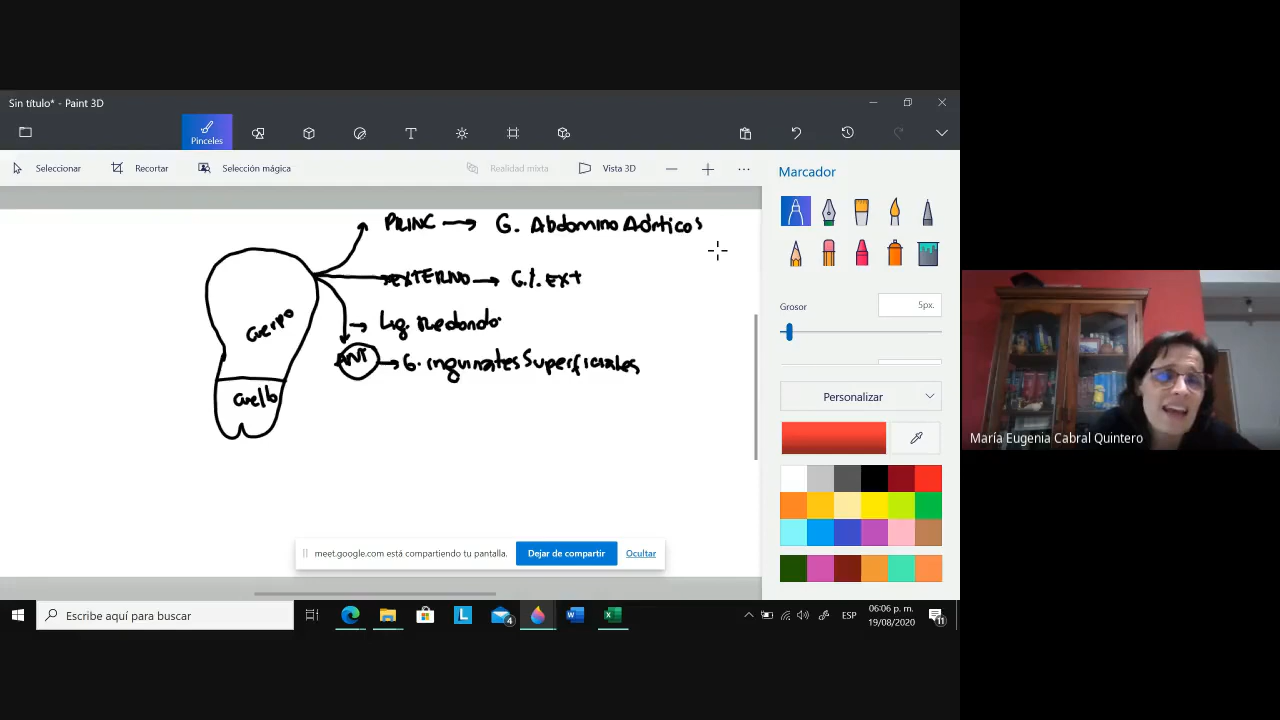 Sin título* - Paint 3D
Pinceles
Seleccionar
Recortar
Selección mágica
Realidad mixta
Vista 3D
Marcador
Grosor
5px.
Personalizar
PRINC → G. Abdomino Aórticos
EXTERNO → G.I. EXT
→ Lig. Redondo
ANT → G. inguinales Superficiales
Cuerpo
Cuello
meet.google.com está compartiendo tu pantalla.
Dejar de compartir
Ocultar
María Eugenia Cabral Quintero
Escribe aquí para buscar
4
ESP
06:06 p. m.
19/08/2020
11